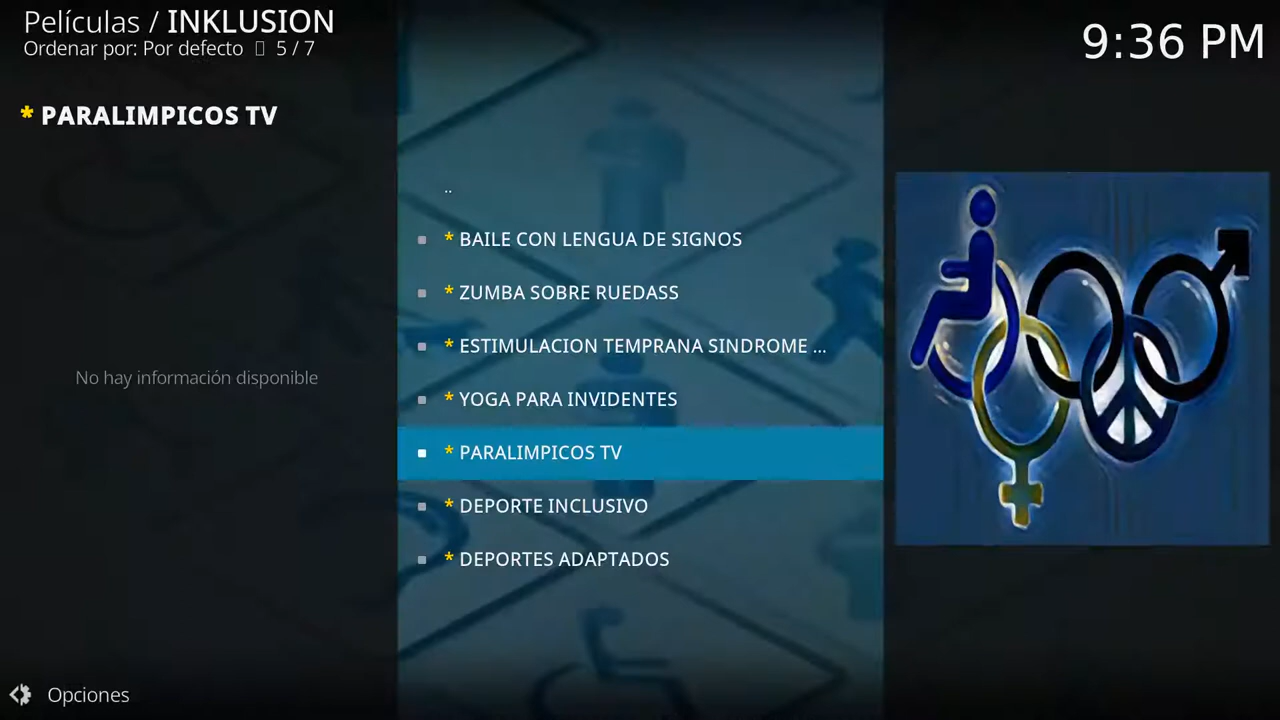 Películas / INKLUSION
Ordenar por: Por defecto 5 / 7
9:36 PM
* PARALIMPICOS TV
..
* BAILE CON LENGUA DE SIGNOS
* ZUMBA SOBRE RUEDASS
* ESTIMULACION TEMPRANA SINDROME ...
* YOGA PARA INVIDENTES
* PARALIMPICOS TV
* DEPORTE INCLUSIVO
* DEPORTES ADAPTADOS
No hay información disponible
Opciones